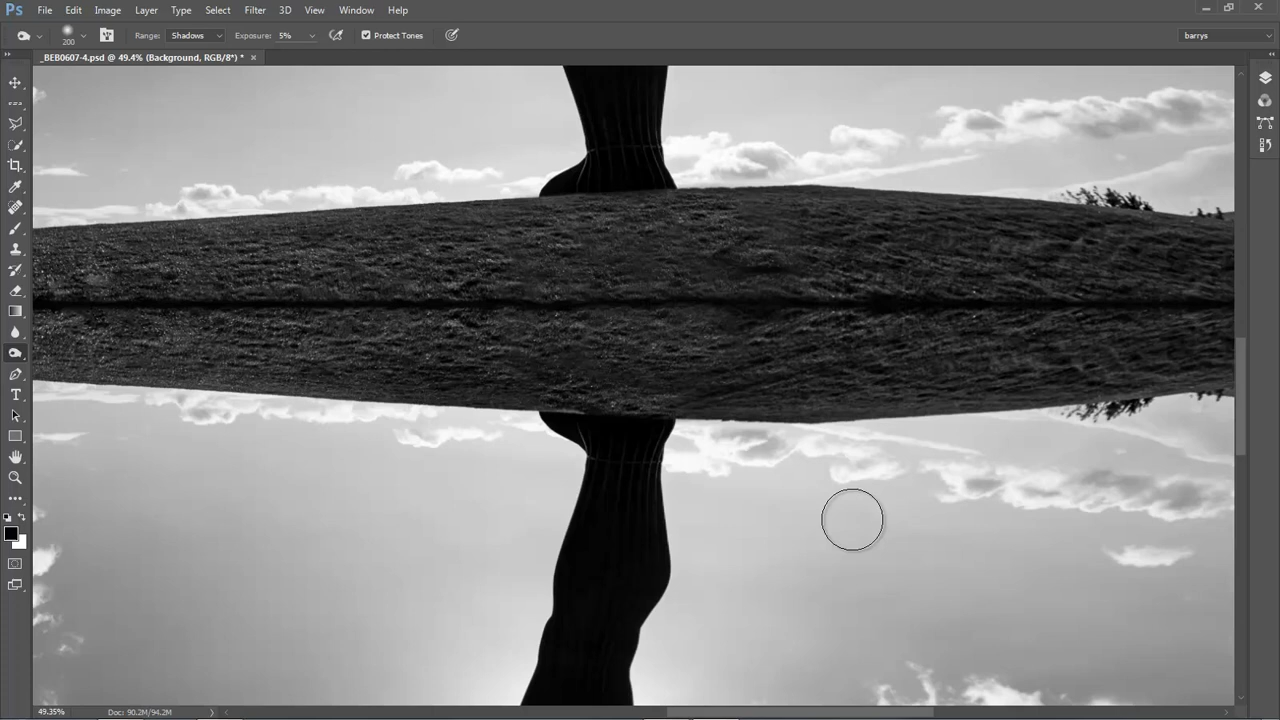 Ps File Edit Image Layer Type Select Filter 3D View Window Help
200 Range: Shadows Exposure: 5% Protect Tones barrys
_BEB0607-4.psd @ 49.4% (Background, RGB/8*) *
T
49.35% Doc: 90.2M/94.2M